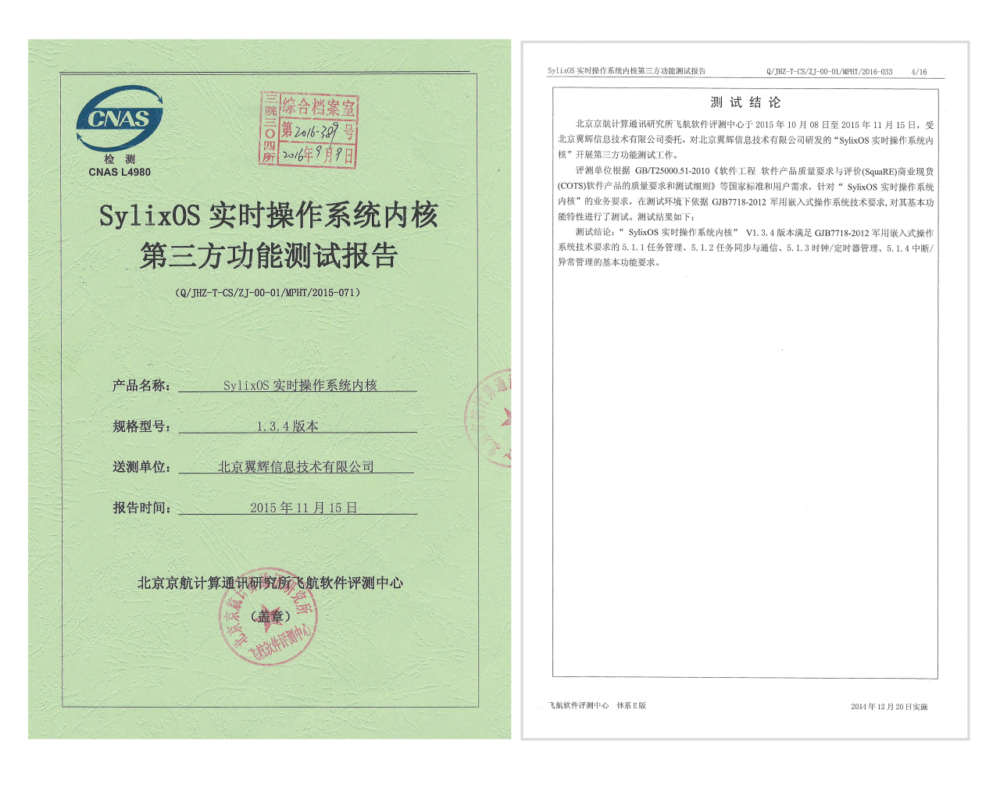 CNAS
检 测
CNAS L4980
三院三〇四所
综合档案室
第2016-389号
2016年9月9日
SylixOS 实时操作系统内核
第三方功能测试报告
(Q/JHZ-T-CS/ZJ-00-01/MPHT/2015-071)
产品名称： SylixOS 实时操作系统内核
规格型号： 1.3.4 版本
送测单位： 北京翼辉信息技术有限公司
报告时间： 2015 年 11 月 15 日
北京京航计算通讯研究所飞航软件评测中心
（盖章）
北京京航计算通讯研究所
飞航软件评测中心
SylixOS 实时操作系统内核第三方功能测试报告 Q/JHZ-T-CS/ZJ-00-01/MPHT/2016-033 4/16
测 试 结 论
北京京航计算通讯研究所飞航软件评测中心于 2015 年 10 月 08 日至 2015 年 11 月 15 日，受
北京翼辉信息技术有限公司委托，对北京翼辉信息技术有限公司研发的“SylixOS 实时操作系统内
核”开展第三方功能测试工作。
评测单位根据 GB/T25000.51-2010《软件工程 软件产品质量要求与评价(SquaRE)商业现货
(COTS)软件产品的质量要求和测试细则》等国家标准和用户需求，针对“ SylixOS 实时操作系统
内核”的业务要求，在测试环境下依据 GJB7718-2012 军用嵌入式操作系统技术要求,对其基本功
能特性进行了测试。测试结果如下：
测试结论：“ SylixOS 实时操作系统内核” V1.3.4 版本满足 GJB7718-2012 军用嵌入式操作
系统技术要求的 5.1.1 任务管理、5.1.2 任务同步与通信、5.1.3 时钟/定时器管理、5.1.4 中断/
异常管理的基本功能要求。
飞航软件评测中心 体系 E 版 2014 年 12 月 20 日实施